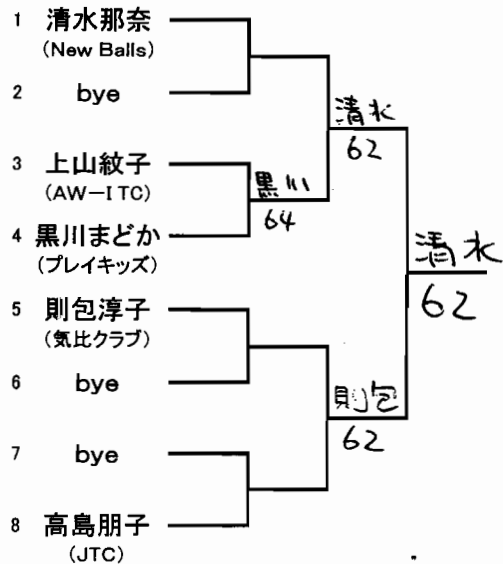 1 清水那奈
(New Balls)
2 bye
3 上山紋子
(AW-ITC)
4 黒川まどか
(プレイキッズ)
5 則包淳子
(気比クラブ)
6 bye
7 bye
8 高島朋子
(JTC)
黒川
64
清水
62
則包
62
清水
62